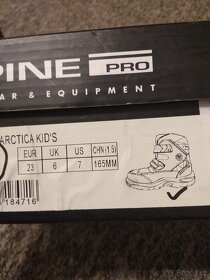 PINE PRO
AR & EQUIPMENT
ARCTICA KID'S
EUR UK US CHN(1.5)
23 6 7 165MM
184716